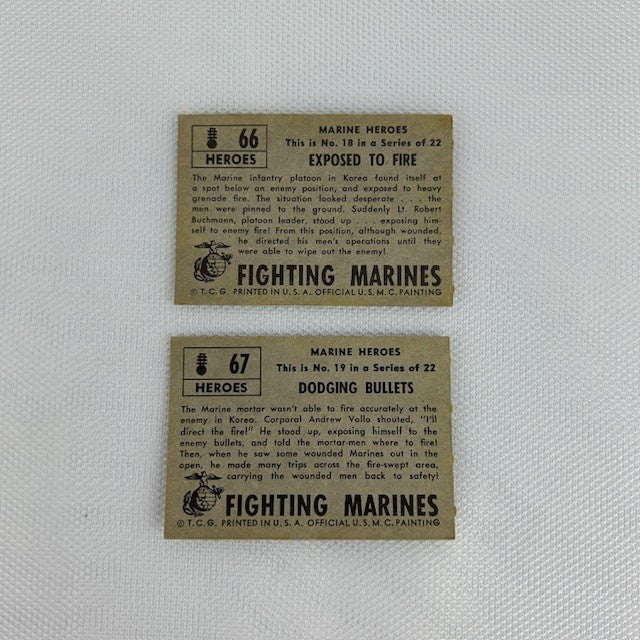 66
HEROES
MARINE HEROES
This is No. 18 in a Series of 22
EXPOSED TO FIRE
The Marine infantry platoon in Korea found itself at
a spot below an enemy position, and exposed to heavy
grenade fire. The situation looked desperate . . . the
men were pinned to the ground. Suddenly Lt. Robert
Buchmann, platoon leader, stood up . . . exposing him-
self to enemy fire! From this position, although wounded,
he directed his men's operations until they
were able to wipe out the enemy!
FIGHTING MARINES
© T.C.G. PRINTED IN U.S.A. OFFICIAL U.S.M.C. PAINTING
67
HEROES
MARINE HEROES
This is No. 19 in a Series of 22
DODGING BULLETS
The Marine mortar wasn't able to fire accurately at the
enemy in Korea. Corporal Andrew Vollo shouted, "I'll
direct the fire!" He stood up, exposing himself to the
enemy bullets, and told the mortar-men where to fire!
Then, when he saw some wounded Marines out in the
open, he made many trips across the fire-swept area,
carrying the wounded men back to safety!
FIGHTING MARINES
© T.C.G. PRINTED IN U.S.A. OFFICIAL U.S.M.C. PAINTING